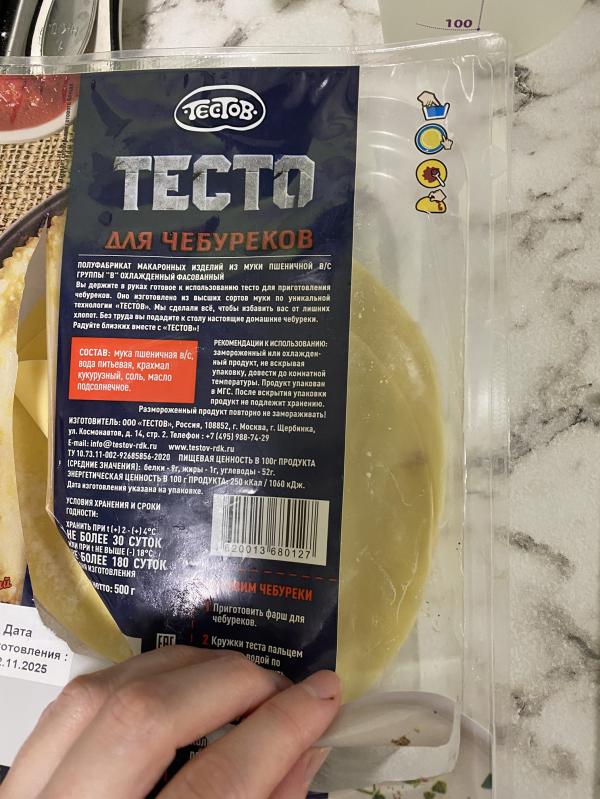 100
ТЕСТОВ
ТЕСТО
ДЛЯ ЧЕБУРЕКОВ
ПОЛУФАБРИКАТ МАКАРОННЫХ ИЗДЕЛИЙ ИЗ МУКИ ПШЕНИЧНОЙ В/С
ГРУППЫ "В" ОХЛАЖДЕННЫЙ ФАСОВАННЫЙ
Вы держите в руках готовое к использованию тесто для приготовления
чебуреков. Оно изготовлено из высших сортов муки по уникальной
технологии «ТЕСТОВ». Мы сделали всё, чтобы избавить вас от лишних
хлопот. Без труда вы подадите к столу настоящие домашние чебуреки.
Радуйте близких вместе с «ТЕСТОВ»!
СОСТАВ: мука пшеничная в/с,
вода питьевая, крахмал
кукурузный, соль, масло
подсолнечное.
РЕКОМЕНДАЦИИ К ИСПОЛЬЗОВАНИЮ:
замороженный или охлажден-
ный продукт, не вскрывая
упаковку, довести до комнатной
температуры. Продукт упакован
в МГС. После вскрытия упаковки
продукт не подлежит хранению.
Размороженный продукт повторно не замораживать!
ИЗГОТОВИТЕЛЬ: ООО «ТЕСТОВ», Россия, 108852, г. Москва, г. Щербинка,
ул. Космонавтов, д. 14, стр. 2. Телефон : +7 (495) 988-74-29
E-mail: info@testov-rdk.ru www.testov-rdk.ru
ТУ 10.73.11-002-92685856-2020 ПИЩЕВАЯ ЦЕННОСТЬ В 100г ПРОДУКТА
(СРЕДНИЕ ЗНАЧЕНИЯ): белки - 9г, жиры - 1г, углеводы - 52г.
ЭНЕРГЕТИЧЕСКАЯ ЦЕННОСТЬ В 100 г ПРОДУКТА: 250 кКал / 1060 кДж.
Дата изготовления указана на упаковке.
УСЛОВИЯ ХРАНЕНИЯ И СРОКИ
ГОДНОСТИ:
ХРАНИТЬ ПРИ t (+) 2 - (+) 4°C
НЕ БОЛЕЕ 30 СУТОК
ИЛИ ПРИ t НЕ ВЫШЕ (-) 18°C
НЕ БОЛЕЕ 180 СУТОК
ИЗГОТОВЛЕНИЯ
500 г
4620013680127
ЧЕБУРЕКИ
1 Приготовить фарш для
чебуреков.
2 Кружки теста пальцем
водой по
EAC
Дата
готовления :
2.11.2025